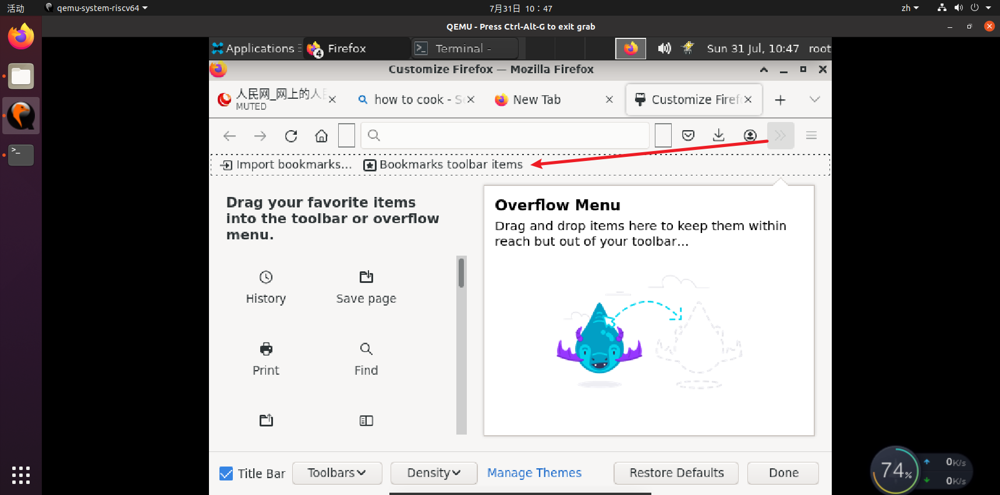 活动
qemu-system-riscv64
7月31日 10：47
zh
QEMU - Press Ctrl-Alt-G to exit grab
Applications
4
Firefox
Terminal -
Sun 31 Jul, 10:47
root
Customize Firefox — Mozilla Firefox
人民网_网上的人民
MUTED
how to cook - Se
New Tab
Customize Firef
Import bookmarks...
Bookmarks toolbar items
Drag your favorite items
into the toolbar or overflow
menu.
Overflow Menu
Drag and drop items here to keep them within
reach but out of your toolbar...
History
Save page
Print
Find
Title Bar
Toolbars
Density
Manage Themes
Restore Defaults
Done
74%
0K/s
0K/s